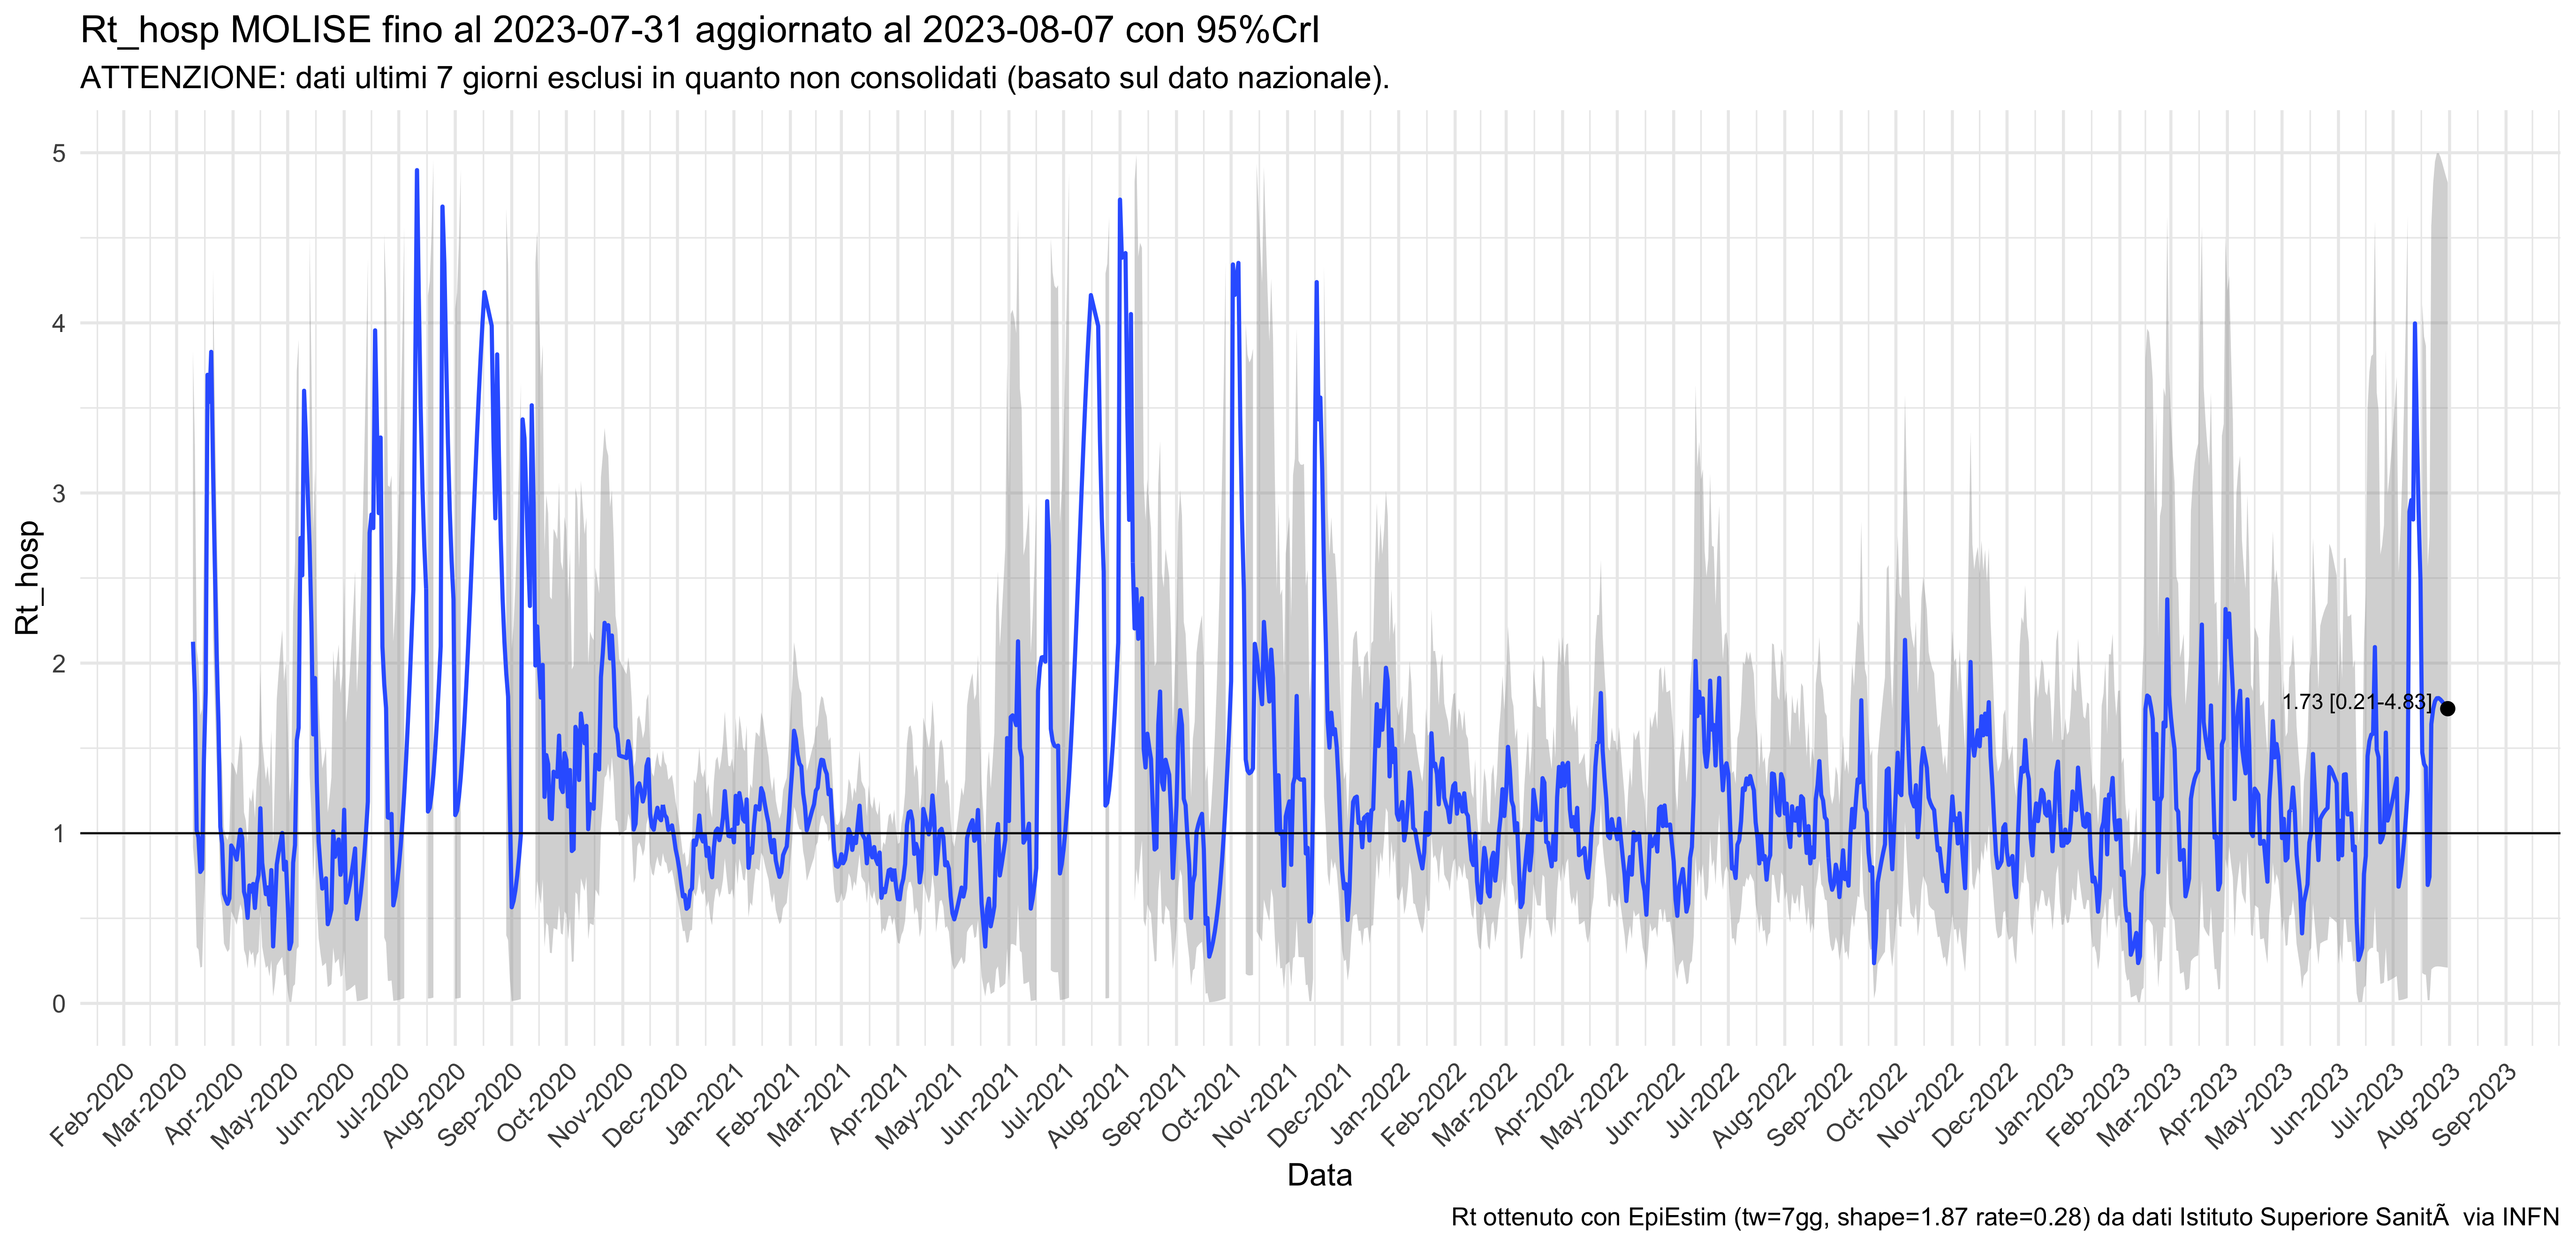 Rt_hosp MOLISE fino al 2023-07-31 aggiornato al 2023-08-07 con 95%CrI
ATTENZIONE: dati ultimi 7 giorni esclusi in quanto non consolidati (basato sul dato nazionale).
Rt_hosp
5
4
3
2
1
0
1.73 [0.21-4.83]
Feb-2020
Mar-2020
Apr-2020
May-2020
Jun-2020
Jul-2020
Aug-2020
Sep-2020
Oct-2020
Nov-2020
Dec-2020
Jan-2021
Feb-2021
Mar-2021
Apr-2021
May-2021
Jun-2021
Jul-2021
Aug-2021
Sep-2021
Oct-2021
Nov-2021
Dec-2021
Jan-2022
Feb-2022
Mar-2022
Apr-2022
May-2022
Jun-2022
Jul-2022
Aug-2022
Sep-2022
Oct-2022
Nov-2022
Dec-2022
Jan-2023
Feb-2023
Mar-2023
Apr-2023
May-2023
Jun-2023
Jul-2023
Aug-2023
Sep-2023
Data
Rt ottenuto con EpiEstim (tw=7gg, shape=1.87 rate=0.28) da dati Istituto Superiore SanitÃ  via INFN